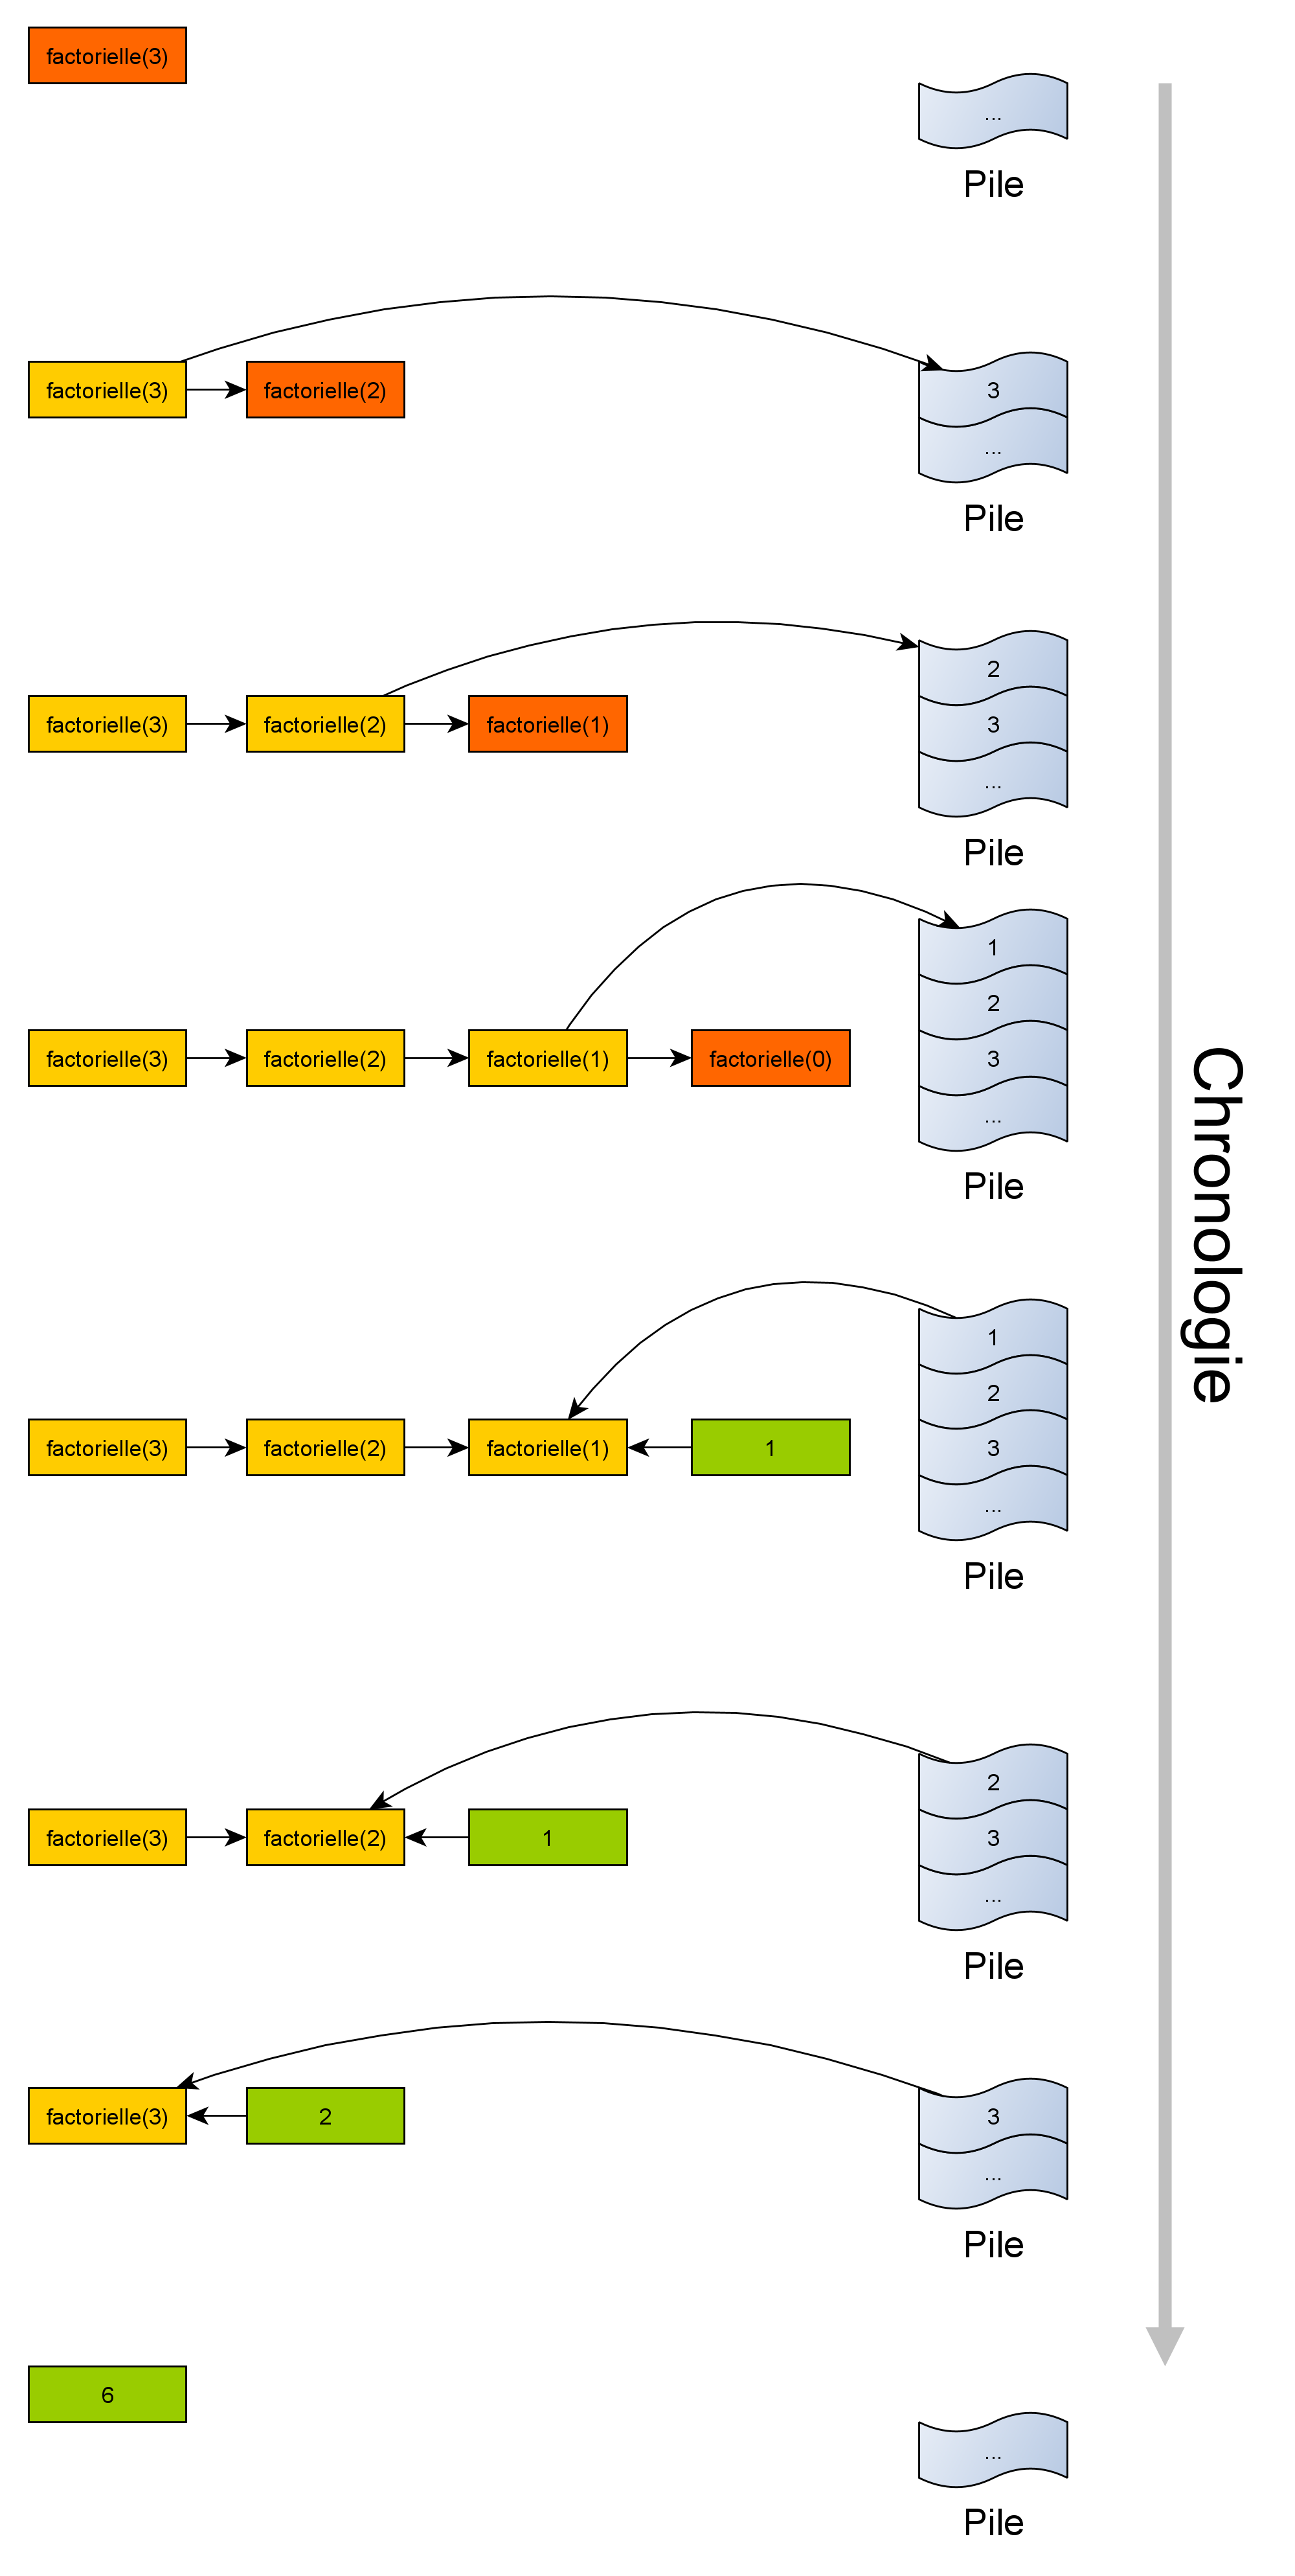 factorielle(3)
...
Pile
factorielle(3)
factorielle(2)
3
...
Pile
factorielle(3)
factorielle(2)
factorielle(1)
2
3
...
Pile
factorielle(3)
factorielle(2)
factorielle(1)
factorielle(0)
1
2
3
...
Pile
Chronologie
factorielle(3)
factorielle(2)
factorielle(1)
1
1
2
3
...
Pile
factorielle(3)
factorielle(2)
1
2
3
...
Pile
factorielle(3)
2
3
...
Pile
6
...
Pile